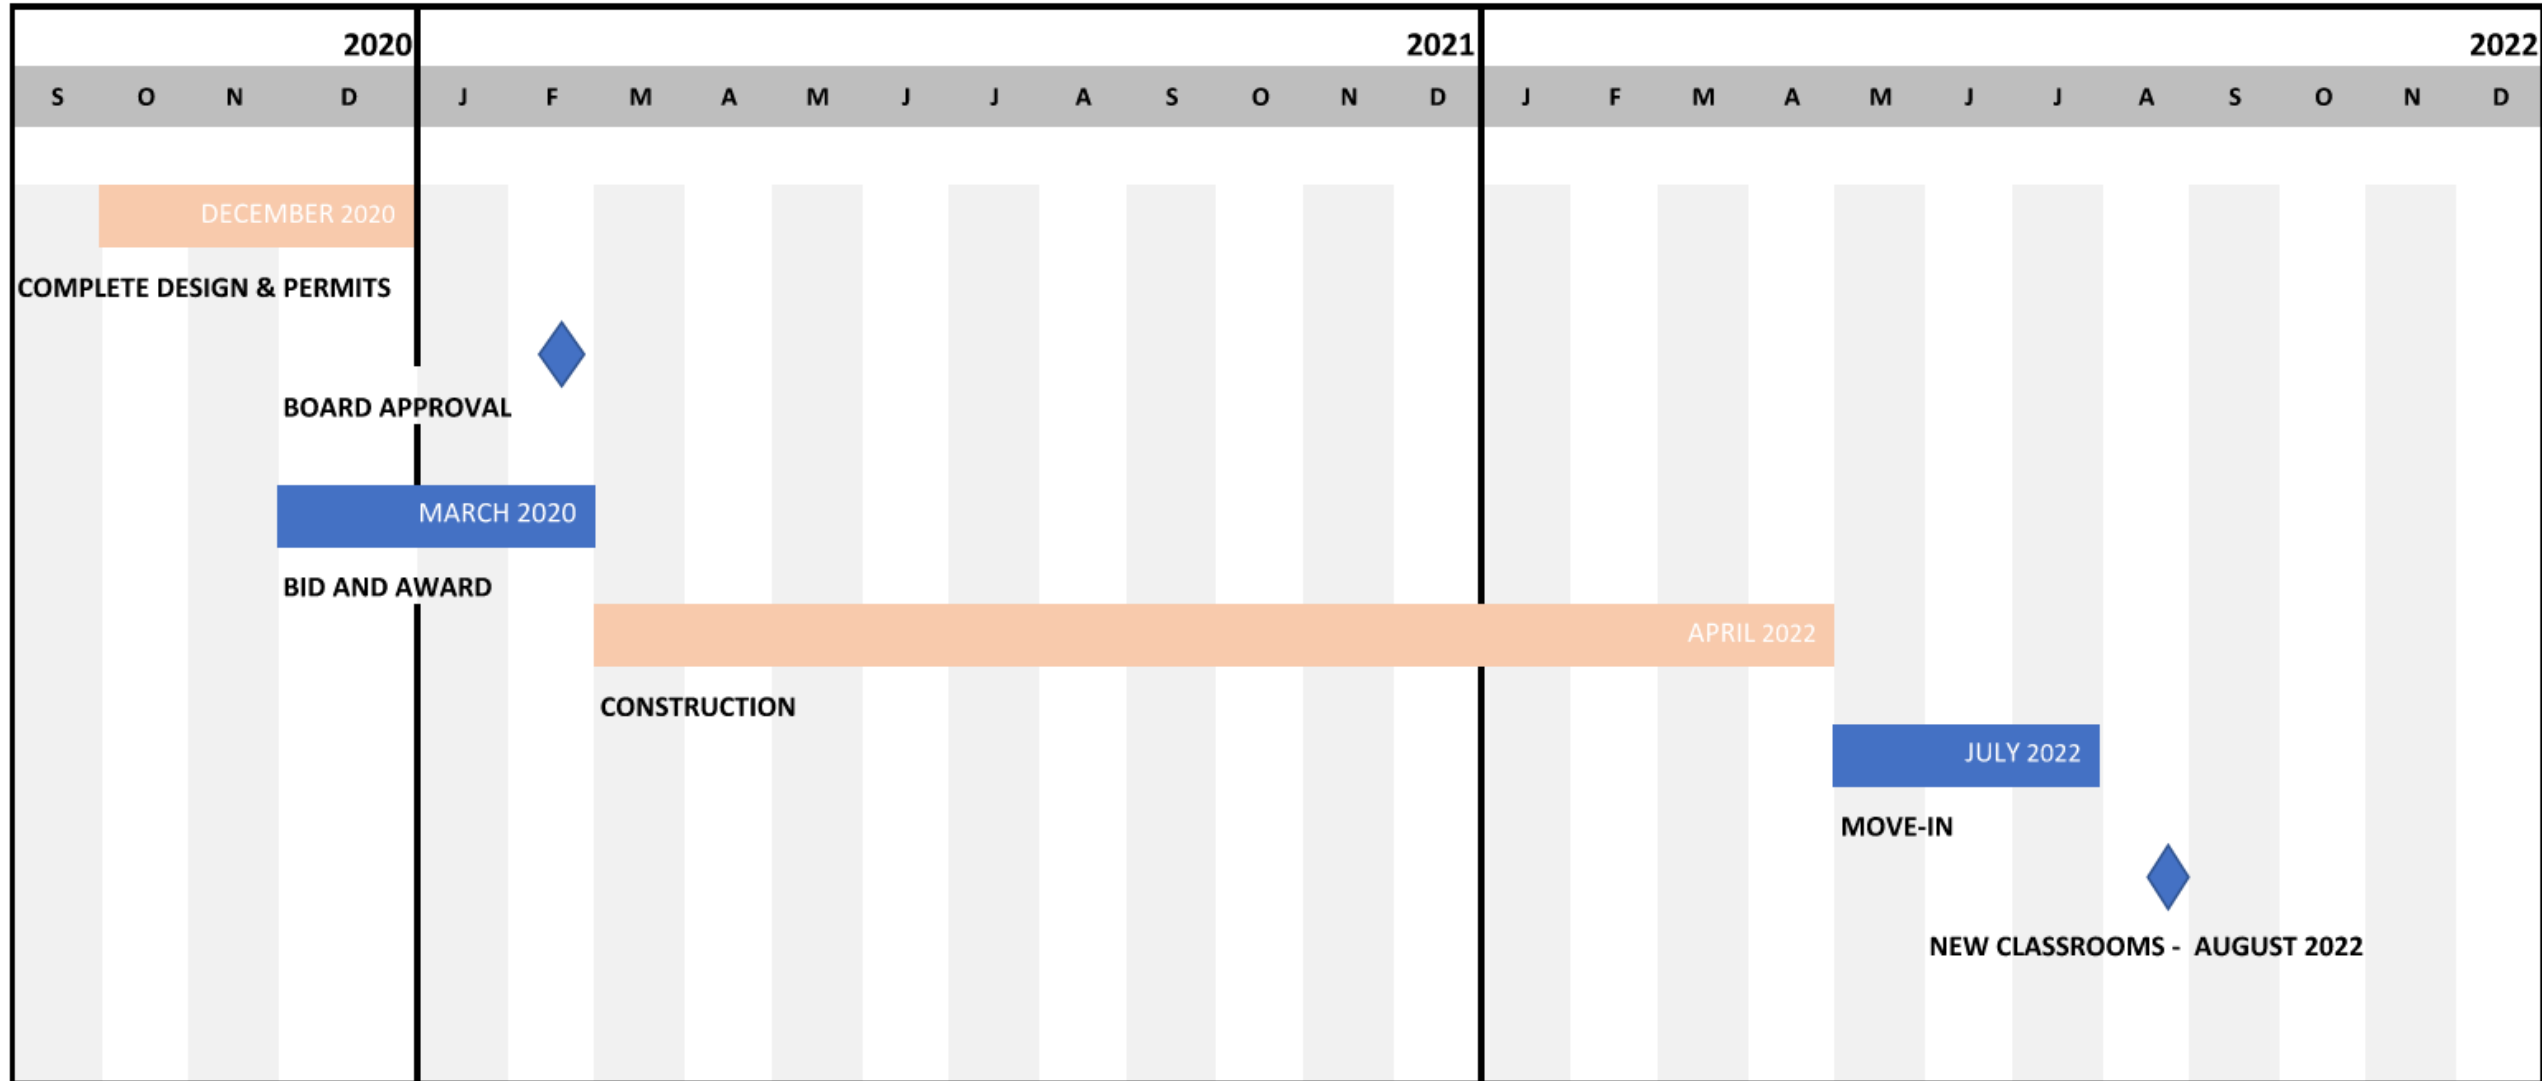 2020 2021 2022
S O N D J F M A M J J A S O N D J F M A M J J A S O N D
DECEMBER 2020
COMPLETE DESIGN & PERMITS
BOARD APPROVAL
MARCH 2020
BID AND AWARD
APRIL 2022
CONSTRUCTION
JULY 2022
MOVE-IN
NEW CLASSROOMS - AUGUST 2022